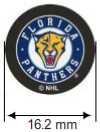 FLORIDA
PANTHERS
© NHL
16.2 mm